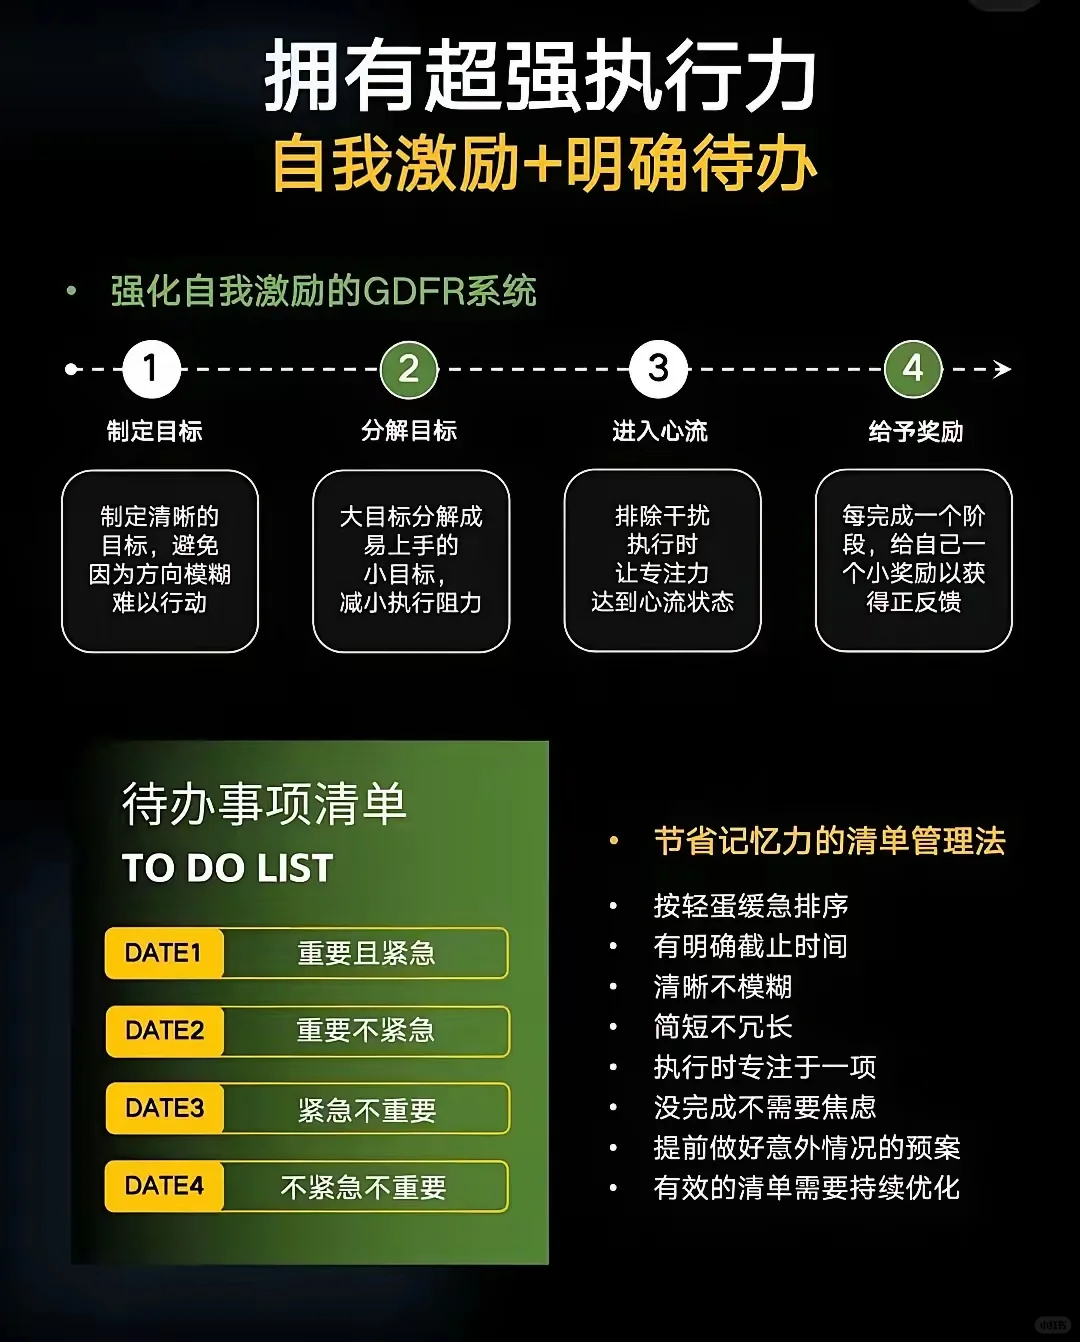 拥有超强执行力
自我激励+明确待办
• 强化自我激励的GDFR系统
1
2
3
4
制定目标
分解目标
进入心流
给予奖励
制定清晰的
目标，避免
因为方向模糊
难以行动
大目标分解成
易上手的
小目标，
减小执行阻力
排除干扰
执行时
让专注力
达到心流状态
每完成一个阶
段，给自己一
个小奖励以获
得正反馈
待办事项清单
TO DO LIST
DATE1 重要且紧急
DATE2 重要不紧急
DATE3 紧急不重要
DATE4 不紧急不重要
• 节省记忆力的清单管理法
• 按轻蛋缓急排序
• 有明确截止时间
• 清晰不模糊
• 简短不冗长
• 执行时专注于一项
• 没完成不需要焦虑
• 提前做好意外情况的预案
• 有效的清单需要持续优化
小红书